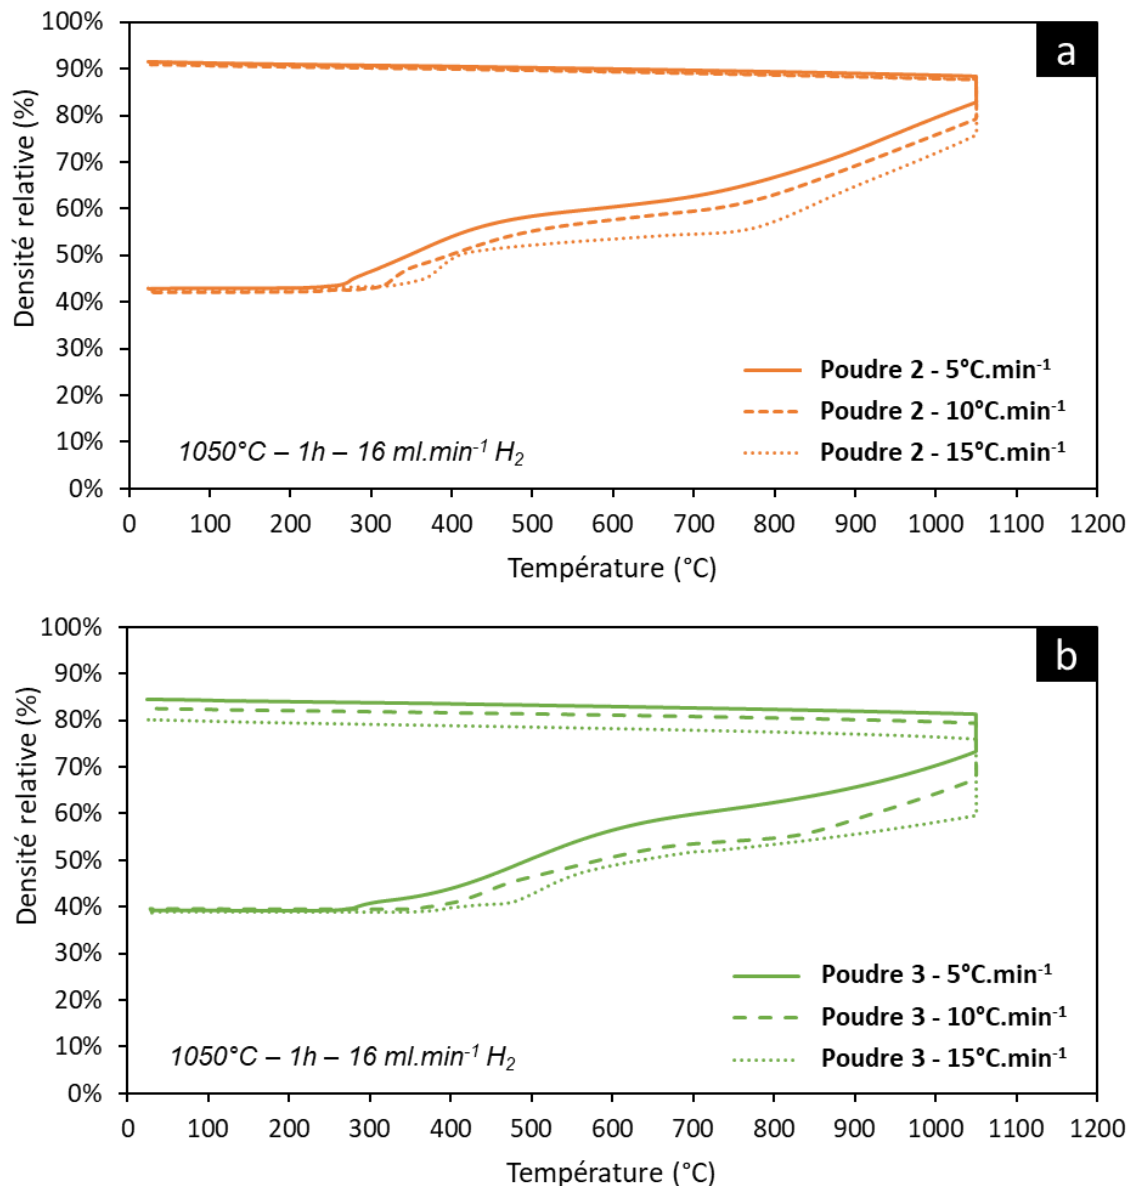 a
100%
90%
80%
70%
60%
50%
40%
30%
20%
10%
0%
Densité relative (%)
Poudre 2 - 5°C.min⁻¹
Poudre 2 - 10°C.min⁻¹
Poudre 2 - 15°C.min⁻¹
1050°C – 1h – 16 ml.min⁻¹ H₂
0 100 200 300 400 500 600 700 800 900 1000 1100 1200
Température (°C)
b
100%
90%
80%
70%
60%
50%
40%
30%
20%
10%
0%
Densité relative (%)
Poudre 3 - 5°C.min⁻¹
Poudre 3 - 10°C.min⁻¹
Poudre 3 - 15°C.min⁻¹
1050°C – 1h – 16 ml.min⁻¹ H₂
0 100 200 300 400 500 600 700 800 900 1000 1100 1200
Température (°C)